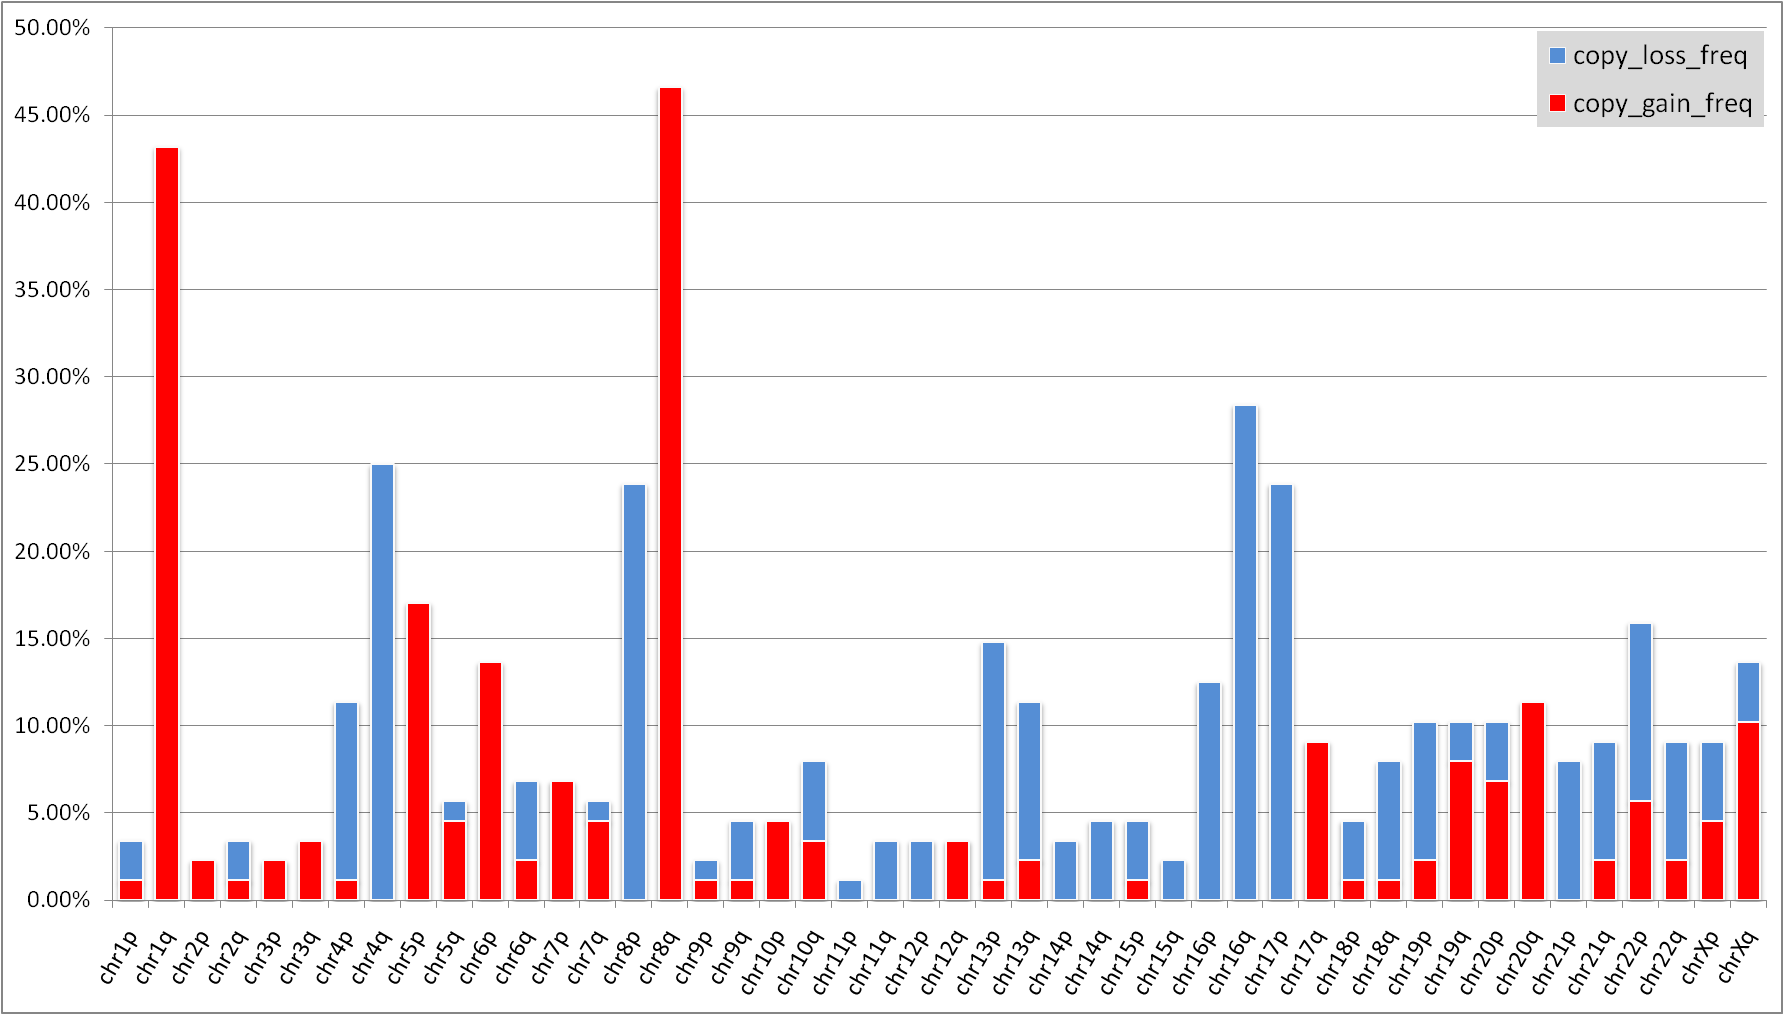 50.00%
45.00%
40.00%
35.00%
30.00%
25.00%
20.00%
15.00%
10.00%
5.00%
0.00%
copy_loss_freq
copy_gain_freq
chr1p
chr1q
chr2p
chr2q
chr3p
chr3q
chr4p
chr4q
chr5p
chr5q
chr6p
chr6q
chr7p
chr7q
chr8p
chr8q
chr9p
chr9q
chr10p
chr10q
chr11p
chr11q
chr12p
chr12q
chr13p
chr13q
chr14p
chr14q
chr15p
chr15q
chr16p
chr16q
chr17p
chr17q
chr18p
chr18q
chr19p
chr19q
chr20p
chr20q
chr21p
chr21q
chr22p
chr22q
chrXp
chrXq